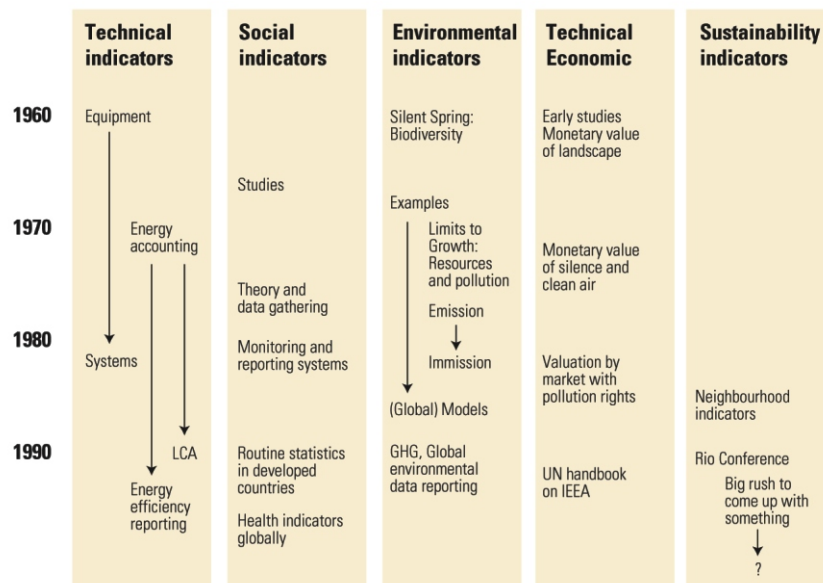 Technical
indicators
Social
indicators
Environmental
indicators
Technical
Economic
Sustainability
indicators
1960
1970
1980
1990
Equipment
Energy
accounting
Systems
LCA
Energy
efficiency
reporting
Studies
Theory and
data gathering
Monitoring and
reporting systems
Routine statistics
in developed
countries
Health indicators
globally
Silent Spring:
Biodiversity
Examples
Limits to
Growth:
Resources
and pollution
Emission
Immission
(Global) Models
GHG, Global
environmental
data reporting
Early studies
Monetary value
of landscape
Monetary value
of silence and
clean air
Valuation by
market with
pollution rights
UN handbook
on IEEA
Neighbourhood
indicators
Rio Conference
Big rush to
come up with
something
?